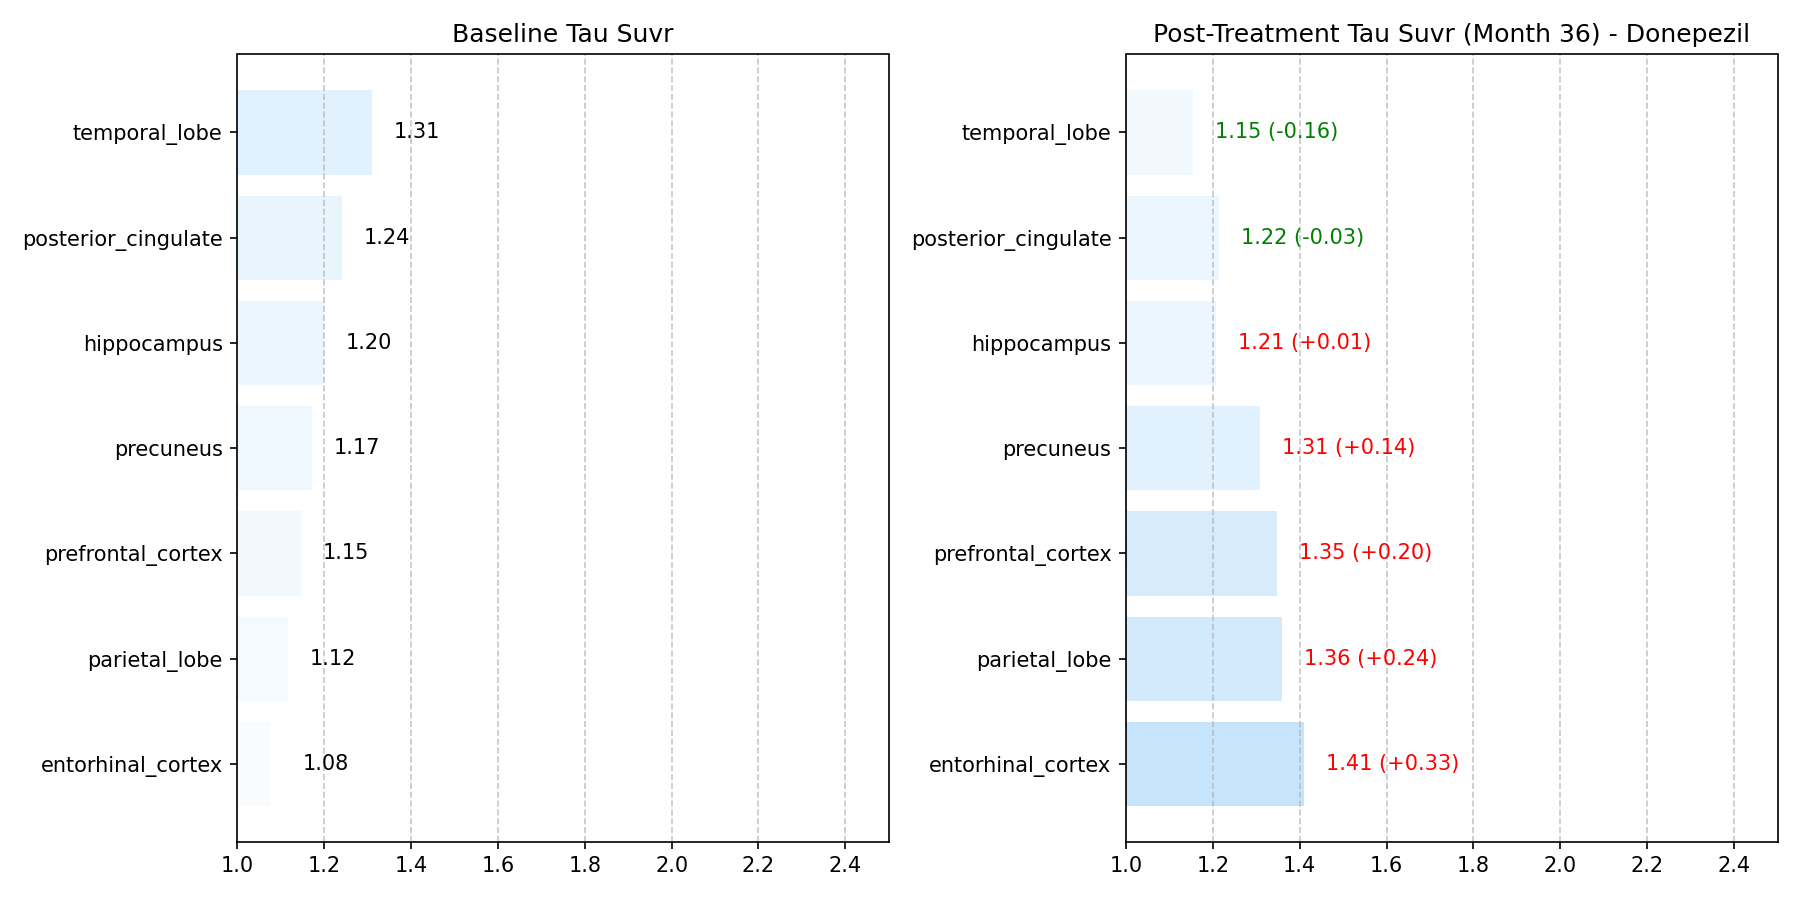 Baseline Tau Suvr
temporal_lobe
1.31
posterior_cingulate
1.24
hippocampus
1.20
precuneus
1.17
prefrontal_cortex
1.15
parietal_lobe
1.12
entorhinal_cortex
1.08
1.0 1.2 1.4 1.6 1.8 2.0 2.2 2.4
Post-Treatment Tau Suvr (Month 36) - Donepezil
temporal_lobe
1.15 (-0.16)
posterior_cingulate
1.22 (-0.03)
hippocampus
1.21 (+0.01)
precuneus
1.31 (+0.14)
prefrontal_cortex
1.35 (+0.20)
parietal_lobe
1.36 (+0.24)
entorhinal_cortex
1.41 (+0.33)
1.0 1.2 1.4 1.6 1.8 2.0 2.2 2.4